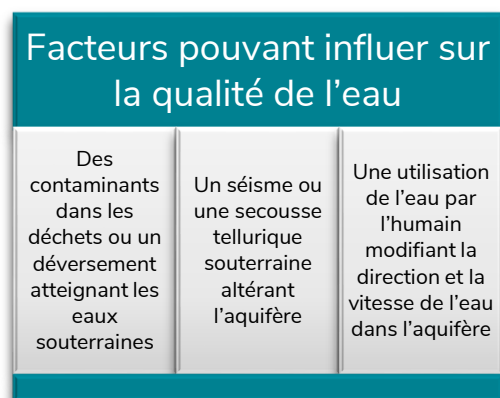 Facteurs pouvant influer sur
la qualité de l’eau
Des
contaminants
dans les
déchets ou un
déversement
atteignant les
eaux
souterraines
Un séisme ou
une secousse
tellurique
souterraine
altérant
l’aquifère
Une utilisation
de l’eau par
l’humain
modifiant la
direction et la
vitesse de l’eau
dans l’aquifère